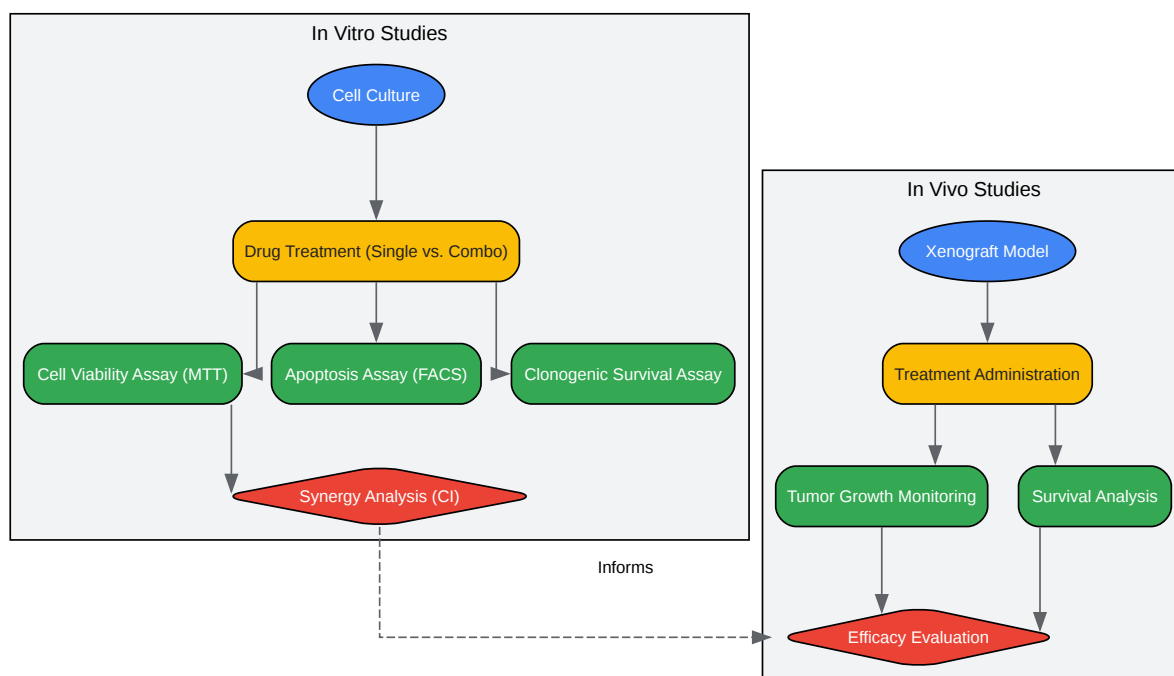 In Vitro Studies
Cell Culture
Drug Treatment (Single vs. Combo)
Cell Viability Assay (MTT)
Apoptosis Assay (FACS)
Clonogenic Survival Assay
Synergy Analysis (CI)
Informs
In Vivo Studies
Xenograft Model
Treatment Administration
Tumor Growth Monitoring
Survival Analysis
Efficacy Evaluation